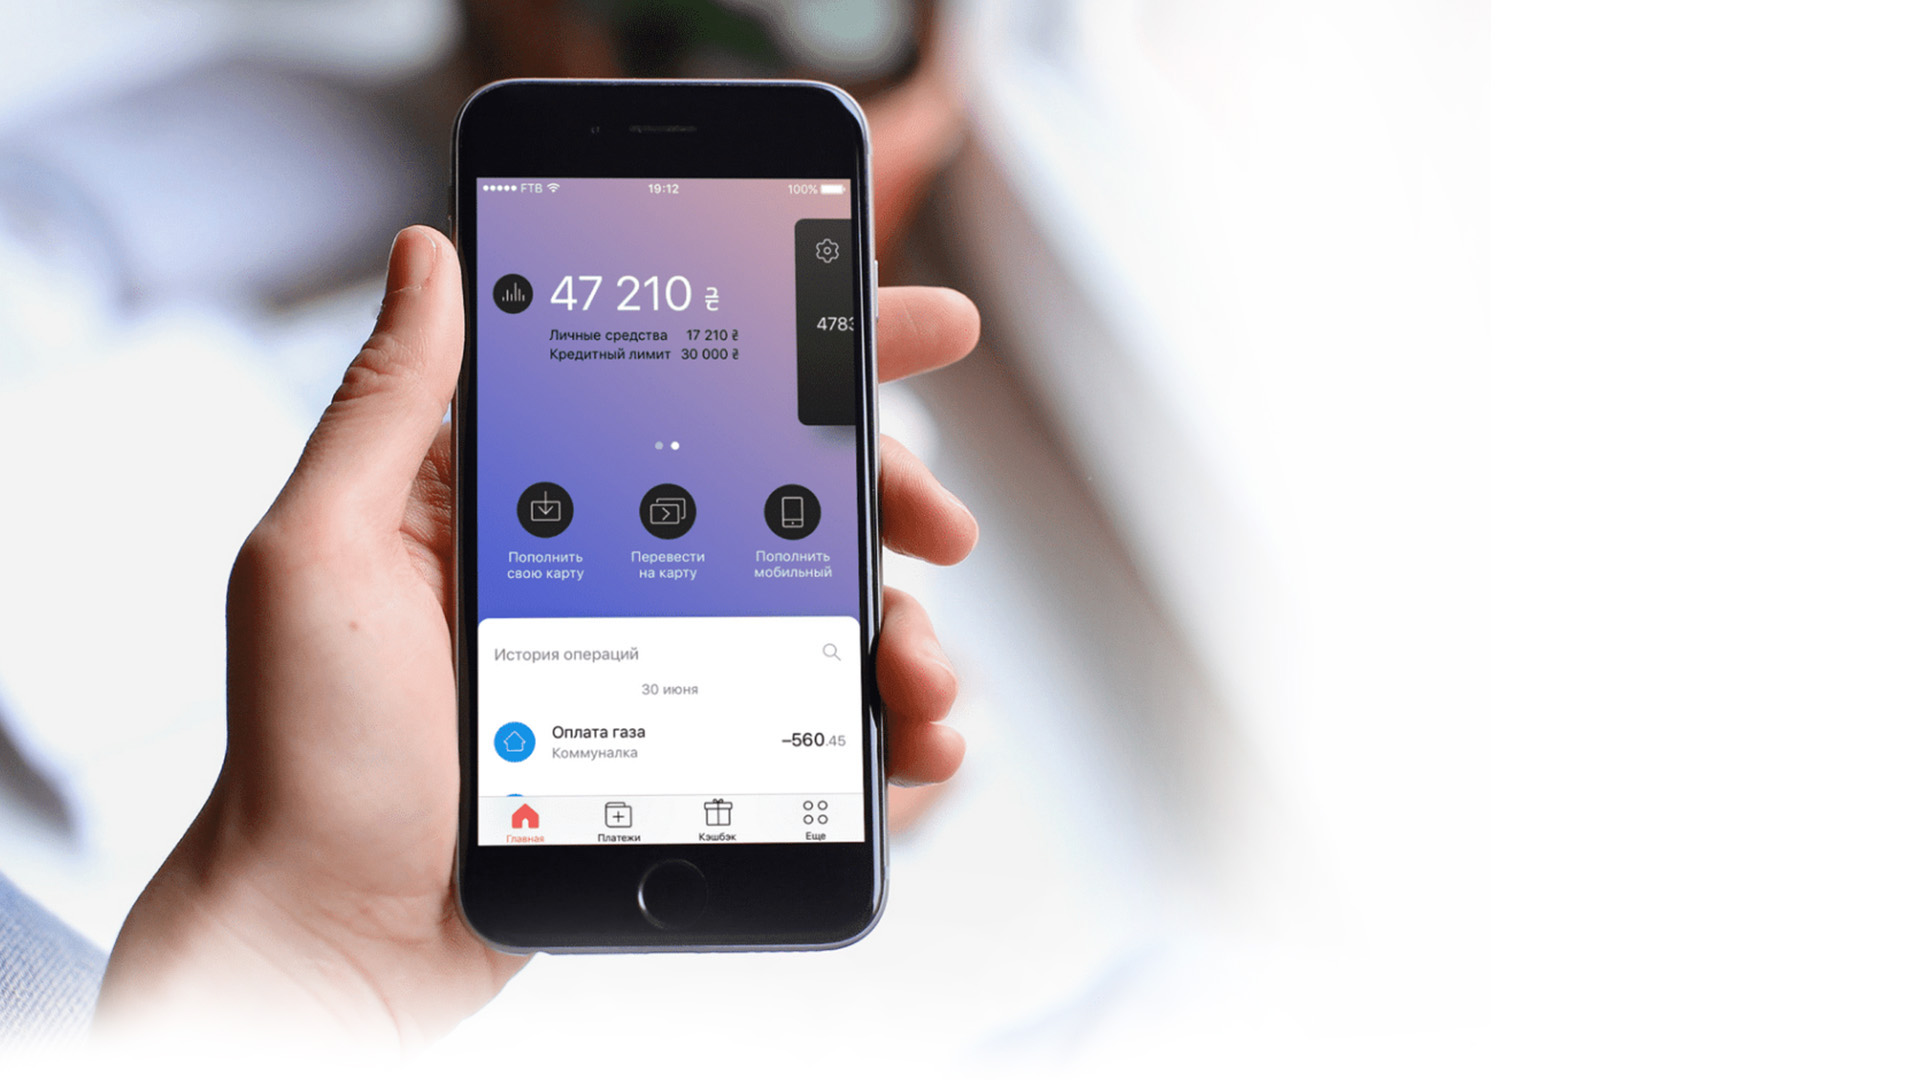 FTB 19:12 100%
47 210 ₴
Личные средства 17 210 ₴
Кредитный лимит 30 000 ₴
4783
Пополнить
свою карту
Перевести
на карту
Пополнить
мобильный
История операций
30 июня
Оплата газа
–560.45
Коммуналка
Главная
Платежи
Кэшбэк
Еще